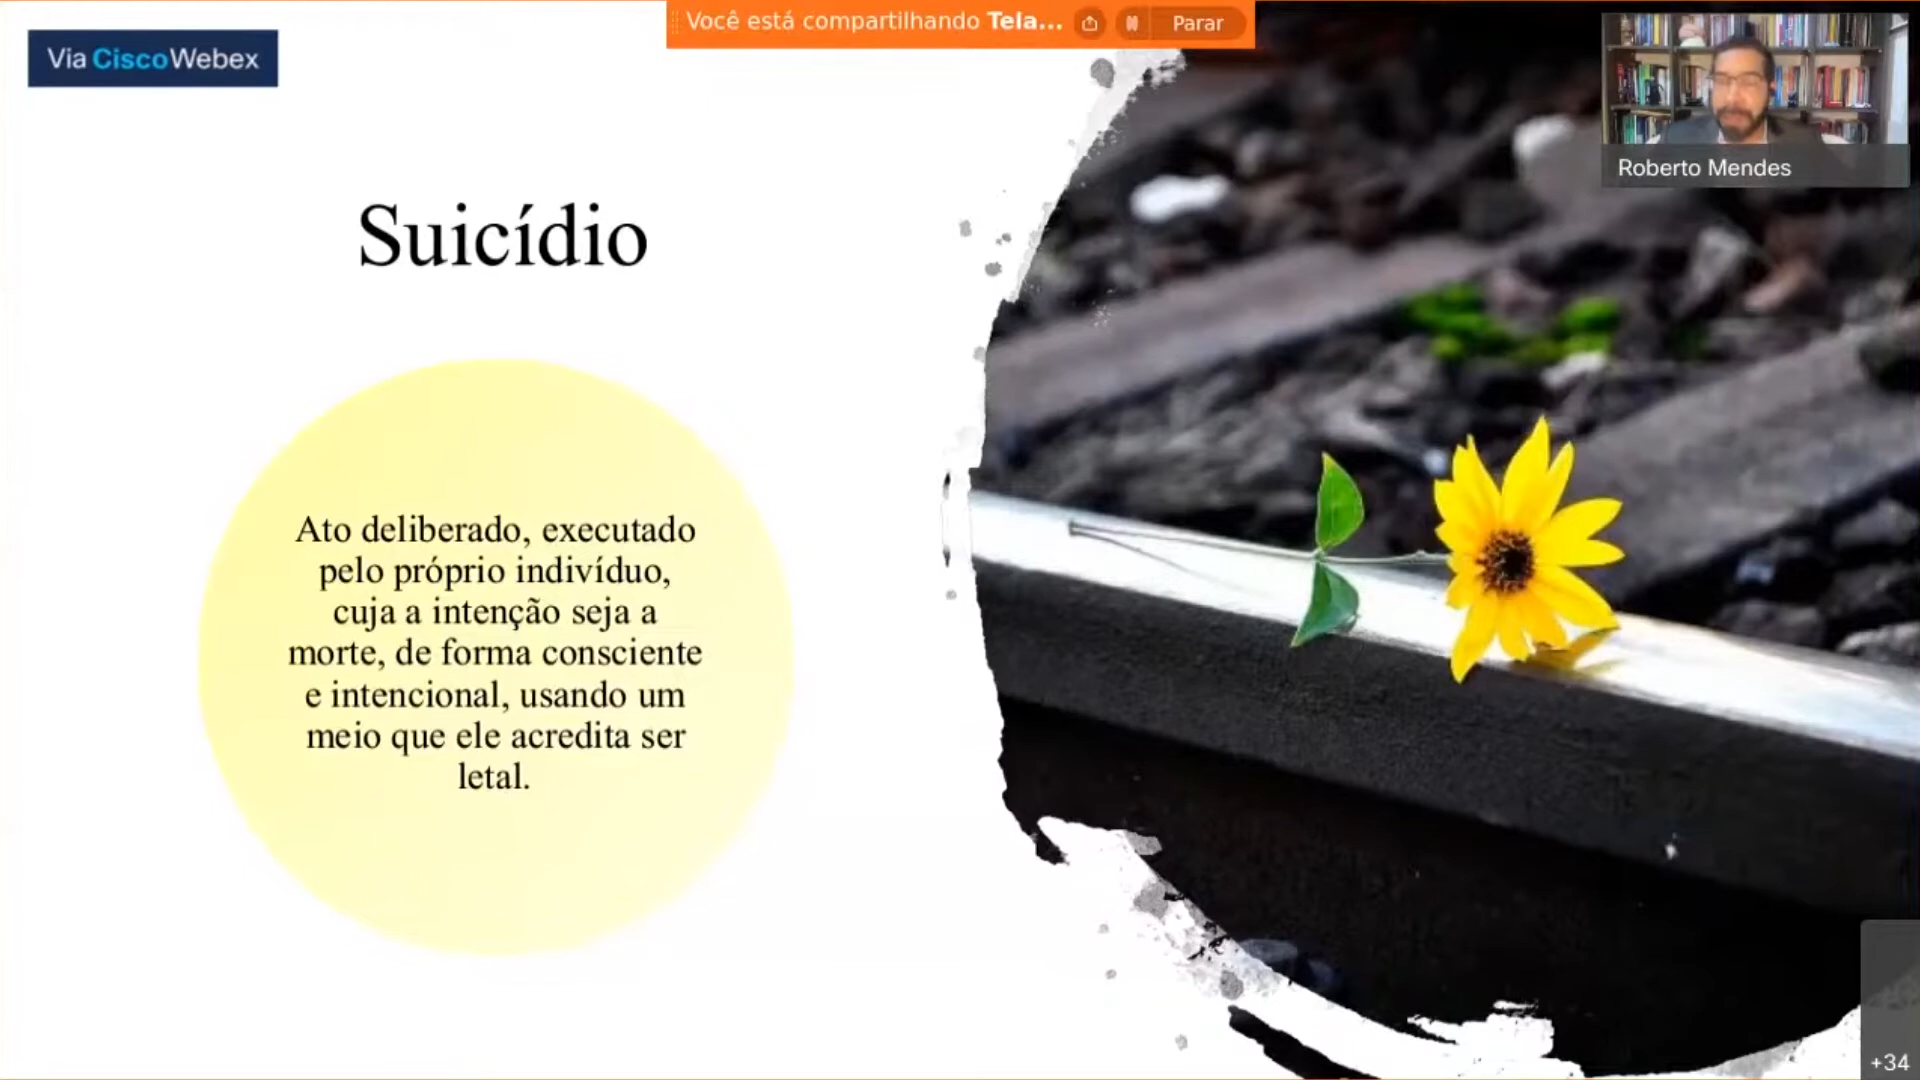 Você está compartilhando Tela...
Parar
Via CiscoWebex
Roberto Mendes
Suicídio
Ato deliberado, executado
pelo próprio indivíduo,
cuja a intenção seja a
morte, de forma consciente
e intencional, usando um
meio que ele acredita ser
letal.
+34